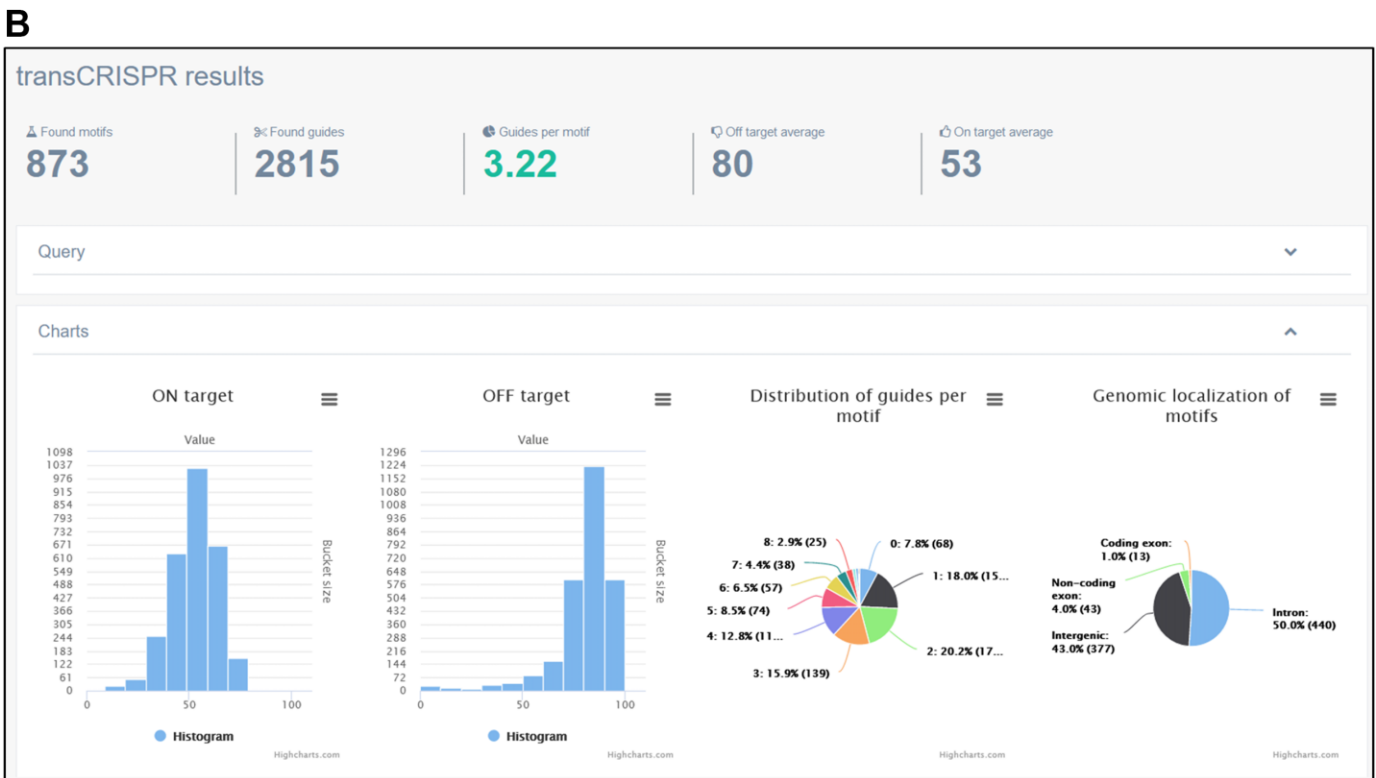 B
transCRISPR results
Found motifs
873
Found guides
2815
Guides per motif
3.22
Off target average
80
On target average
53
Query
Charts
ON target
Value
1098
1037
976
915
854
793
732
671
610
549
488
427
366
305
244
183
122
61
0
0 50 100
Bucket size
Histogram
Highcharts.com
OFF target
Value
1296
1224
1152
1080
1008
936
864
792
720
648
576
504
432
360
288
216
144
72
0
0 50 100
Bucket size
Histogram
Highcharts.com
Distribution of guides per
motif
8: 2.9% (25)
0: 7.8% (68)
7: 4.4% (38)
1: 18.0% (15...
6: 6.5% (57)
5: 8.5% (74)
4: 12.8% (11...
2: 20.2% (17...
3: 15.9% (139)
Highcharts.com
Genomic localization of
motifs
Coding exon:
1.0% (13)
Non-coding
exon:
4.0% (43)
Intron:
50.0% (440)
Intergenic:
43.0% (377)
Highcharts.com